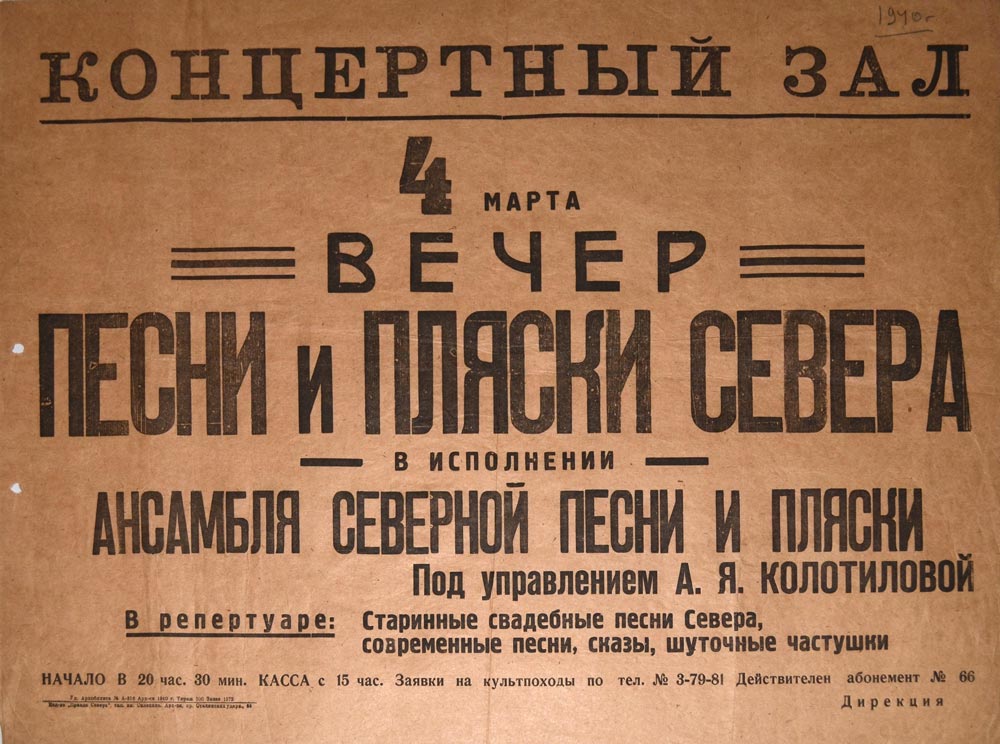 1940 г
КОНЦЕРТНЫЙ ЗАЛ
4 МАРТА
ВЕЧЕР
ПЕСНИ и ПЛЯСКИ СЕВЕРА
В ИСПОЛНЕНИИ
АНСАМБЛЯ СЕВЕРНОЙ ПЕСНИ И ПЛЯСКИ
Под управлением А. Я. КОЛОТИЛОВОЙ
В репертуаре: Старинные свадебные песни Севера,
современные песни, сказы, шуточные частушки
НАЧАЛО В 20 час. 30 мин. КАССА с 15 час. Заявки на культпоходы по тел. № 3-79-81 Действителен абонемент № 66
Дирекция